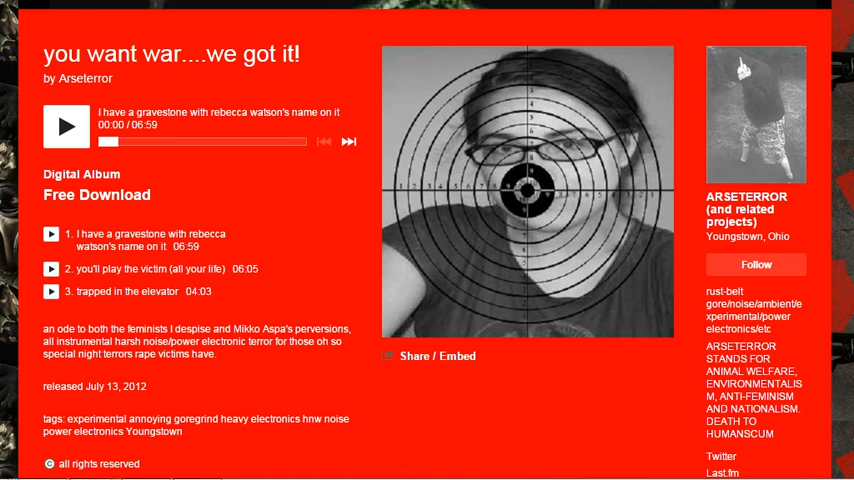 you want war....we got it!
by Arseterror
I have a gravestone with rebecca watson's name on it
00:00 / 06:59
Digital Album
Free Download
1. I have a gravestone with rebecca
watson's name on it 06:59
2. you'll play the victim (all your life) 06:05
3. trapped in the elevator 04:03
an ode to both the feminists I despise and Mikko Aspa's perversions,
all instrumental harsh noise/power electronic terror for those oh so
special night terrors rape victims have.
released July 13, 2012
tags: experimental annoying goregrind heavy electronics hnw noise
power electronics Youngstown
© all rights reserved
Share / Embed
ARSETERROR
(and related
projects)
Youngstown, Ohio
Follow
rust-belt
gore/noise/ambient/e
xperimental/power
electronics/etc
ARSETERROR
STANDS FOR
ANIMAL WELFARE,
ENVIRONMENTALIS
M, ANTI-FEMINISM
AND NATIONALISM.
DEATH TO
HUMANSCUM
Twitter
Last.fm